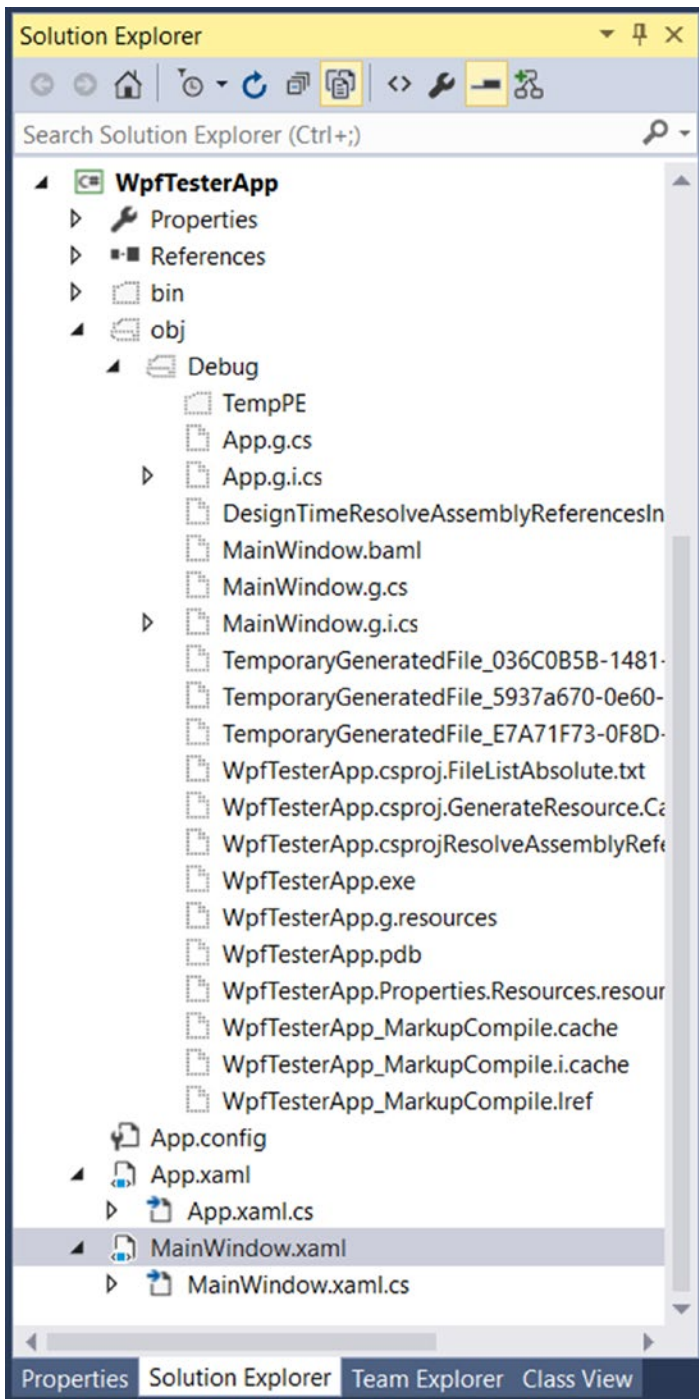 Solution Explorer
Search Solution Explorer (Ctrl+;)
C# WpfTesterApp
Properties
References
bin
obj
Debug
TempPE
App.g.cs
App.g.i.cs
DesignTimeResolveAssemblyReferencesIn
MainWindow.baml
MainWindow.g.cs
MainWindow.g.i.cs
TemporaryGeneratedFile_036C0B5B-1481-
TemporaryGeneratedFile_5937a670-0e60-
TemporaryGeneratedFile_E7A71F73-0F8D-
WpfTesterApp.csproj.FileListAbsolute.txt
WpfTesterApp.csproj.GenerateResource.Ca
WpfTesterApp.csprojResolveAssemblyRefe
WpfTesterApp.exe
WpfTesterApp.g.resources
WpfTesterApp.pdb
WpfTesterApp.Properties.Resources.resour
WpfTesterApp_MarkupCompile.cache
WpfTesterApp_MarkupCompile.i.cache
WpfTesterApp_MarkupCompile.lref
App.config
App.xaml
App.xaml.cs
MainWindow.xaml
MainWindow.xaml.cs
Properties Solution Explorer Team Explorer Class View